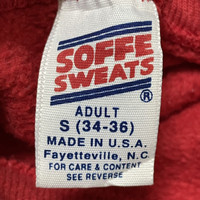 SOFFE
SWEATS
®
ADULT
S (34-36)
MADE IN U.S.A.
Fayetteville, N.C
FOR CARE & CONTENT
SEE REVERSE